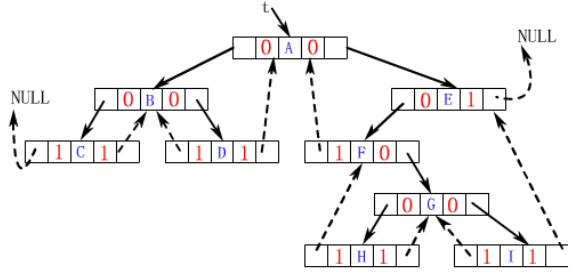 t
0 A 0
NULL
NULL
0 B 0
0 E 1
1 C 1
1 D 1
1 F 0
0 G 0
1 H 1
1 I 1